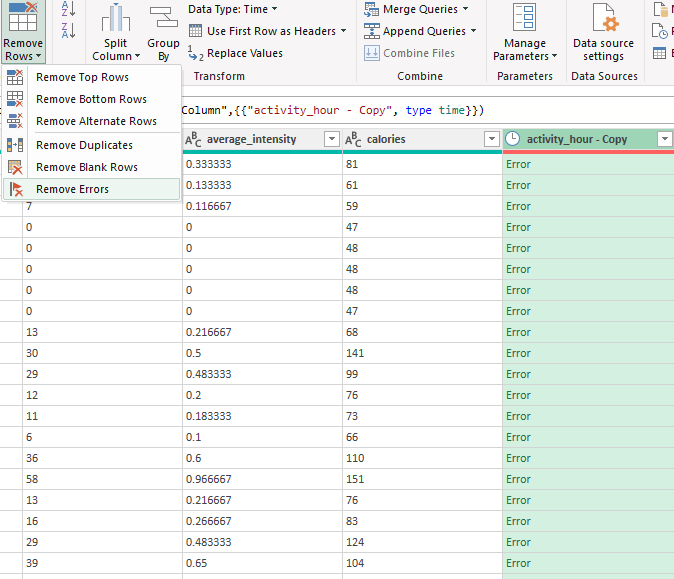 Remove
Rows
Split
Column
Group
By
Data Type: Time
Use First Row as Headers
Replace Values
Transform
Merge Queries
Append Queries
Combine Files
Combine
Manage
Parameters
Parameters
Data source
settings
Data Sources
Remove Top Rows
Remove Bottom Rows
Remove Alternate Rows
Remove Duplicates
Remove Blank Rows
Remove Errors
Column",{{"activity_hour - Copy", type time}})
average_intensity calories activity_hour - Copy
0.333333 81 Error
0.133333 61 Error
7 0.116667 59 Error
0 0 47 Error
0 0 48 Error
0 0 48 Error
0 0 48 Error
0 0 47 Error
13 0.216667 68 Error
30 0.5 141 Error
29 0.483333 99 Error
12 0.2 76 Error
11 0.183333 73 Error
6 0.1 66 Error
36 0.6 110 Error
58 0.966667 151 Error
13 0.216667 76 Error
16 0.266667 83 Error
29 0.483333 124 Error
39 0.65 104 Error